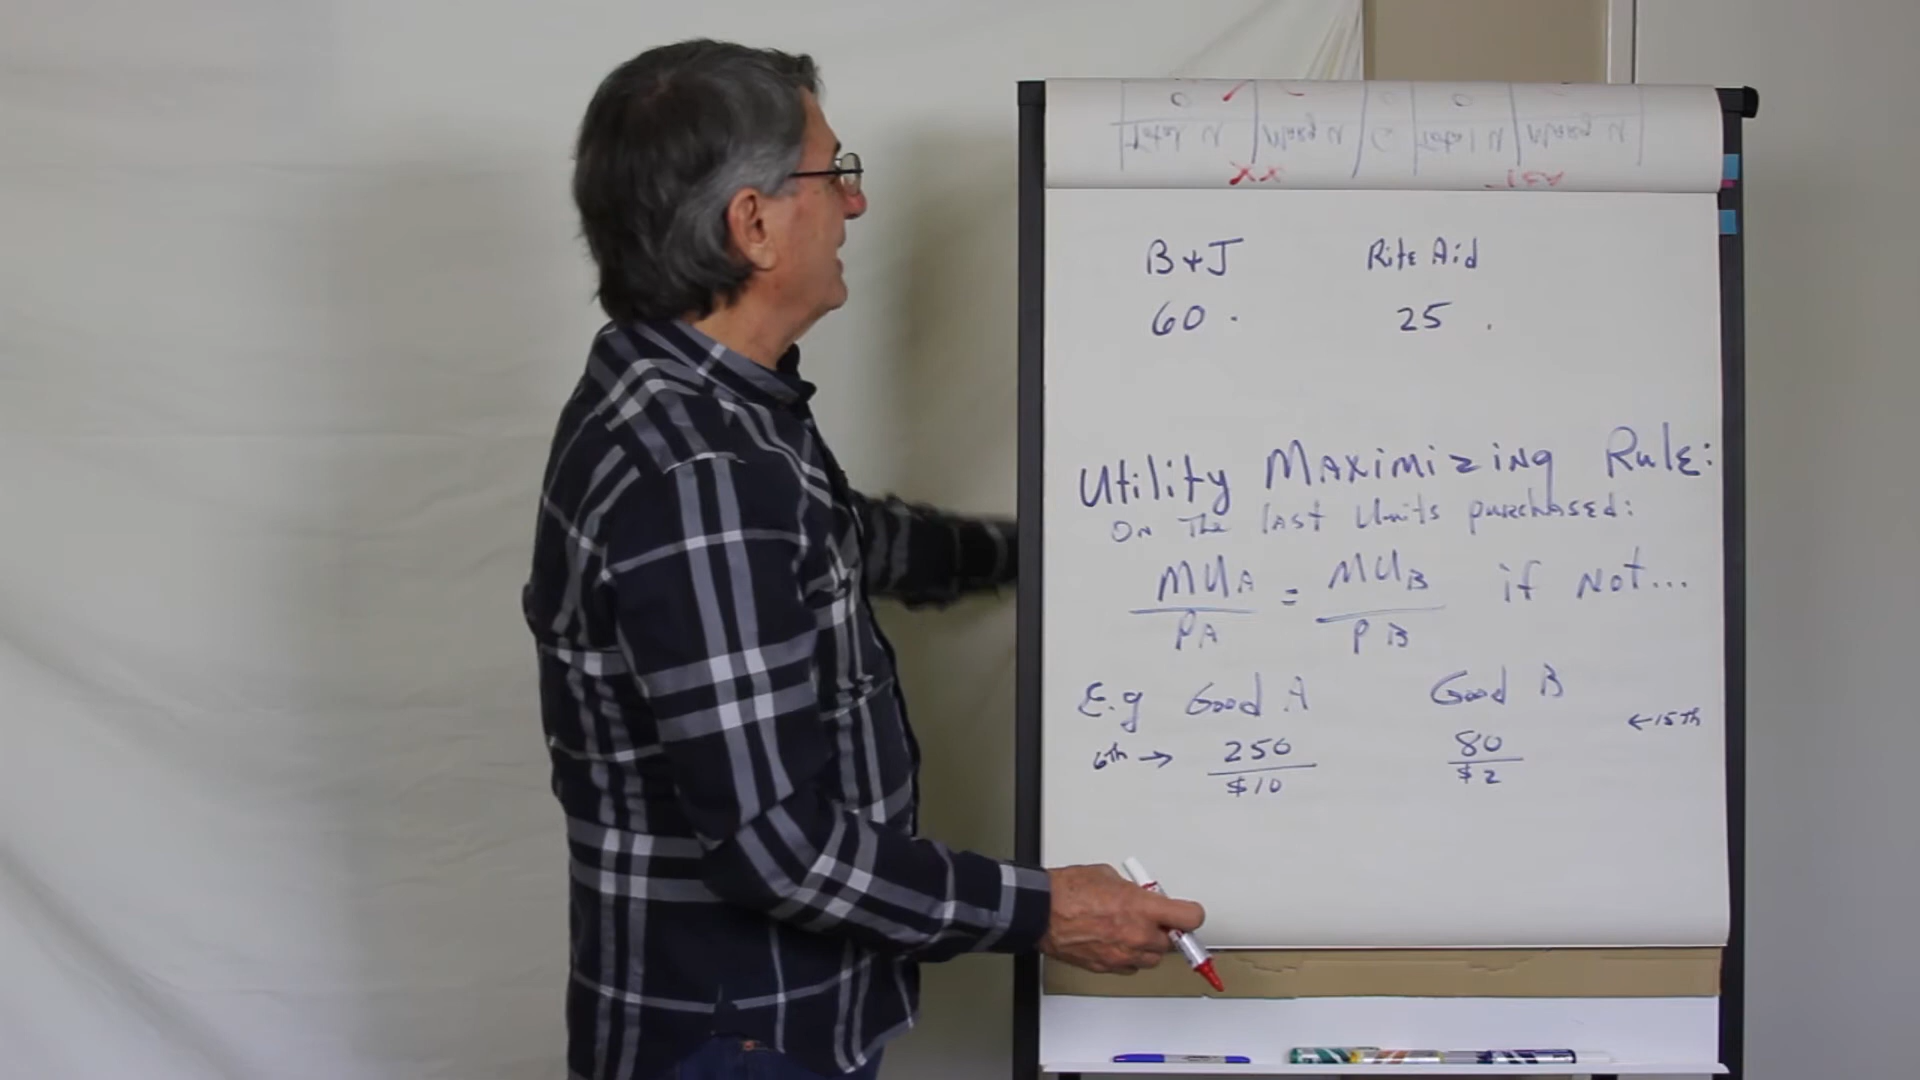 B + J Rite Aid
60 . 25 .
Utility Maximizing Rule:
On The last Units purchased:
MUA = MUB if Not...
PA PB
E.g Good A Good B
6th → 250 80 ←15th
$10 $2